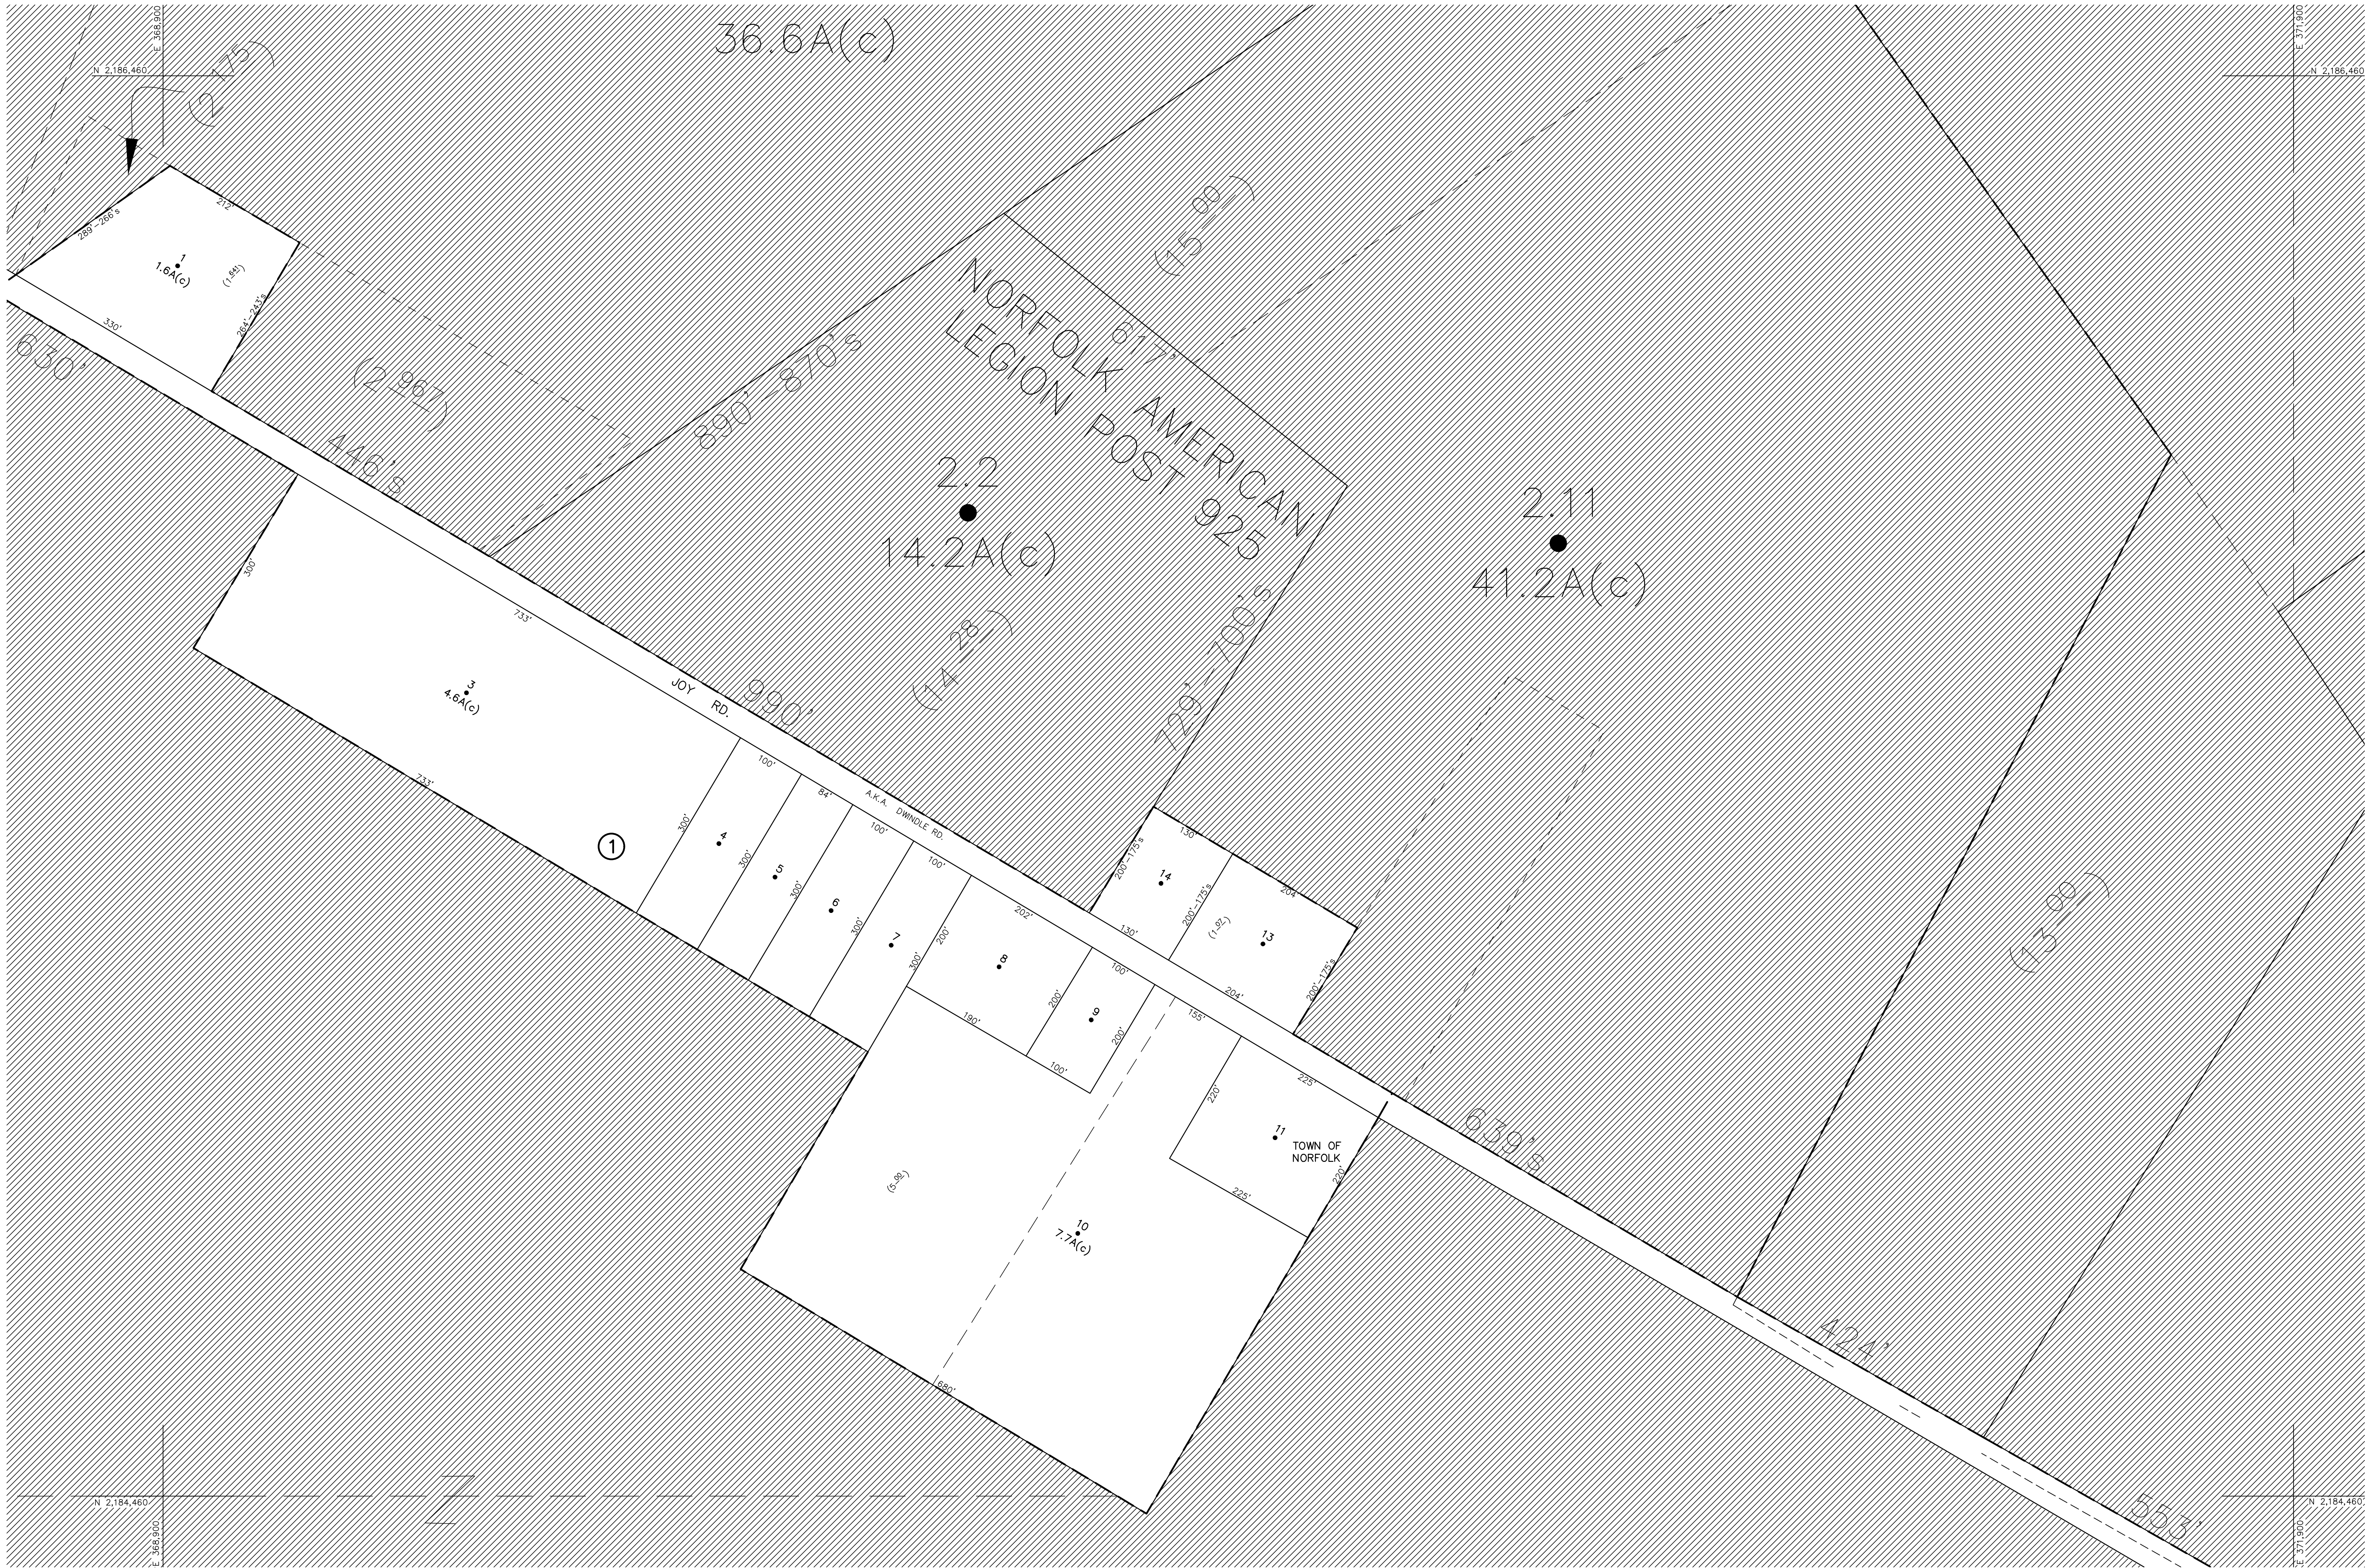 36.6A(c)
E 368,900
N 2,186,460
E 371,900
N 2,186,460
(2.175)
212'
289'-266's
1
1.6A(c)
(1.641)
264'-243's
330'
630'
(15.00)
NORFOLK AMERICAN
LEGION POST 925
617'
890'-870's
(2.967)
446's
2.2
14.2A(c)
2.11
41.2A(c)
(14.28)
729'-700's
300'
733'
3
4.6A(c)
733'
JOY RD.
990'
A.K.A. DWINDLE RD.
1
100'
300'
4
84'
300'
5
100'
300'
6
100'
300'
7
200'
300'
202'
8
190'
100'
200'
9
200'
100'
130'
200'-175's
14
130'
200'-175's
204'
(1.97)
13
204'
200'-175's
155'
225'
220'
11
TOWN OF
NORFOLK
220'
225'
(5.00)
10
7.7A(c)
680'
639's
(13.00)
424'
553'
N 2,184,460
E 368,900
N
N 2,184,460
E 371,900